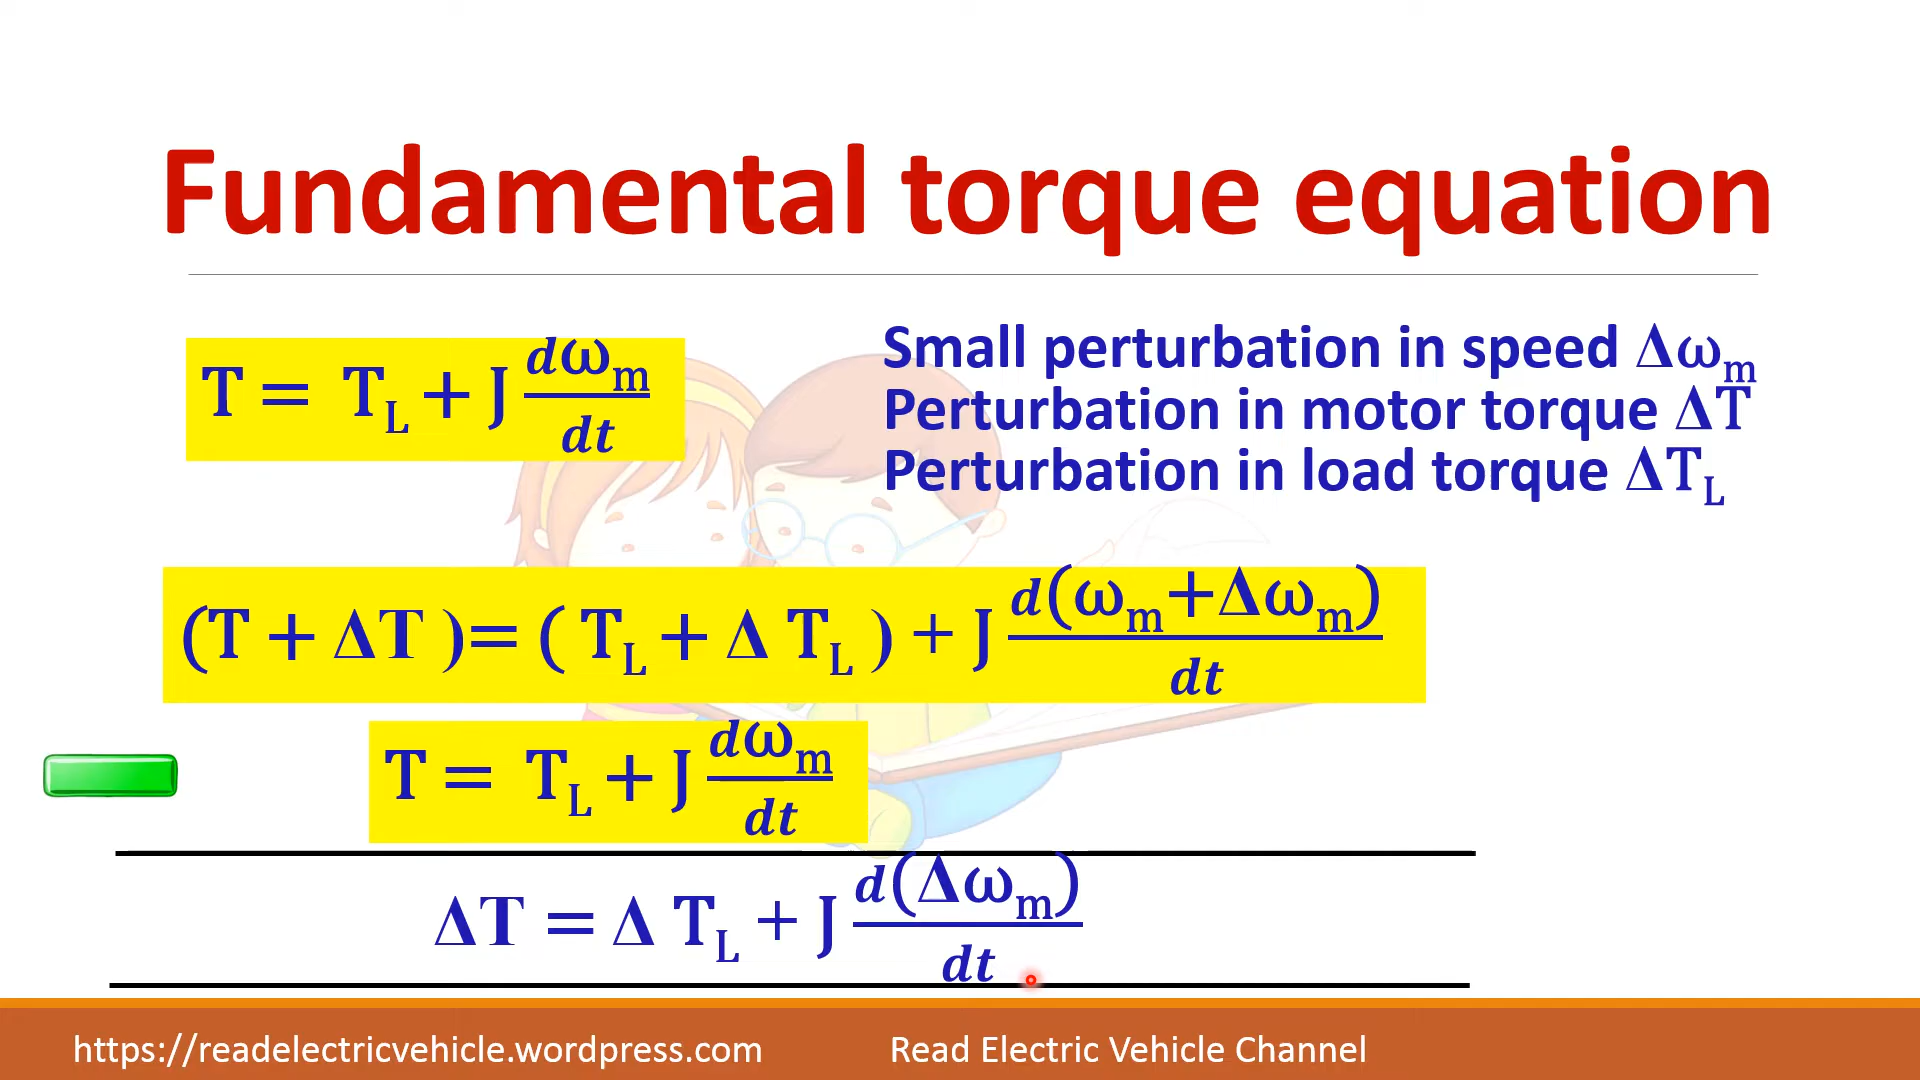 Fundamental torque equation
T = T_L + J dω_m/dt
Small perturbation in speed Δω_m
Perturbation in motor torque ΔT
Perturbation in load torque ΔT_L
(T + ΔT )= ( T_L + Δ T_L ) + J d(ω_m+Δω_m)/dt
T = T_L + J dω_m/dt
ΔT = Δ T_L + J d(Δω_m)/dt
https://readelectricvehicle.wordpress.com
Read Electric Vehicle Channel